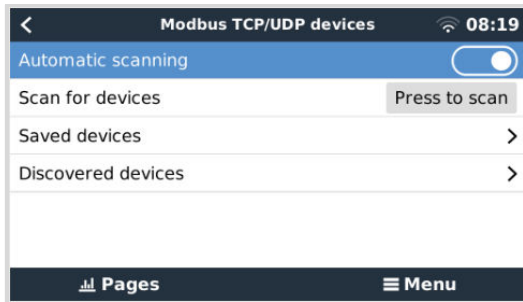 Modbus TCP/UDP devices 08:19
Automatic scanning
Scan for devices Press to scan
Saved devices
Discovered devices
Pages Menu